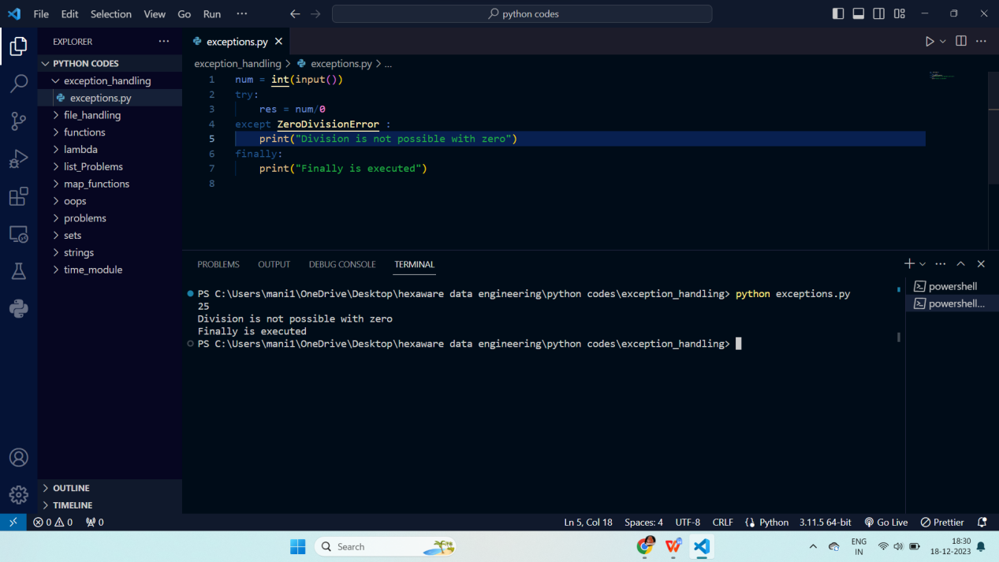 File Edit Selection View Go Run ··· python codes
EXPLORER ···
PYTHON CODES
exception_handling
exceptions.py
file_handling
functions
lambda
list_Problems
map_functions
oops
problems
sets
strings
time_module
OUTLINE
TIMELINE
exceptions.py
exception_handling > exceptions.py > ...
1 num = int(input())
2 try:
3     res = num/0
4 except ZeroDivisionError :
5     print("Division is not possible with zero")
6 finally:
7     print("Finally is executed")
8
PROBLEMS OUTPUT DEBUG CONSOLE TERMINAL
PS C:\Users\mani1\OneDrive\Desktop\hexaware data engineering\python codes\exception_handling> python exceptions.py
25
Division is not possible with zero
Finally is executed
PS C:\Users\mani1\OneDrive\Desktop\hexaware data engineering\python codes\exception_handling>
powershell
powershell...
0 0 0 Ln 5, Col 18 Spaces: 4 UTF-8 CRLF Python 3.11.5 64-bit Go Live Prettier
Search
ENG
IN
18:30
18-12-2023